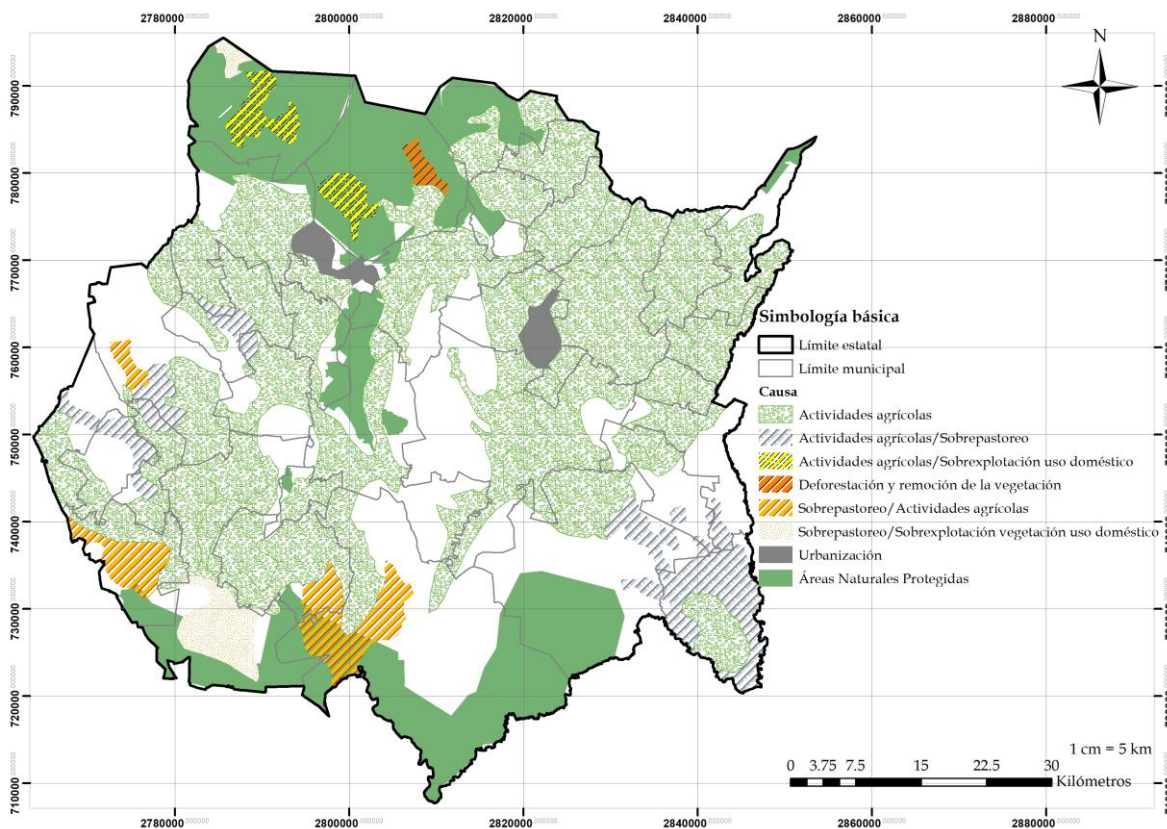 2780000 2800000 2820000 2840000 2860000 2880000
N
790000
780000
770000
760000
750000
740000
730000
720000
710000
Simbología básica
Límite estatal
Límite municipal
Causa
Actividades agrícolas
Actividades agrícolas/Sobrepastoreo
Actividades agrícolas/Sobrexplotación uso doméstico
Deforestación y remoción de la vegetación
Sobrepastoreo/Actividades agrícolas
Sobrepastoreo/Sobrexplotación vegetación uso doméstico
Urbanización
Áreas Naturales Protegidas
1 cm = 5 km
0 3.75 7.5 15 22.5 30
Kilómetros
2780000 2800000 2820000 2840000 2860000 2880000